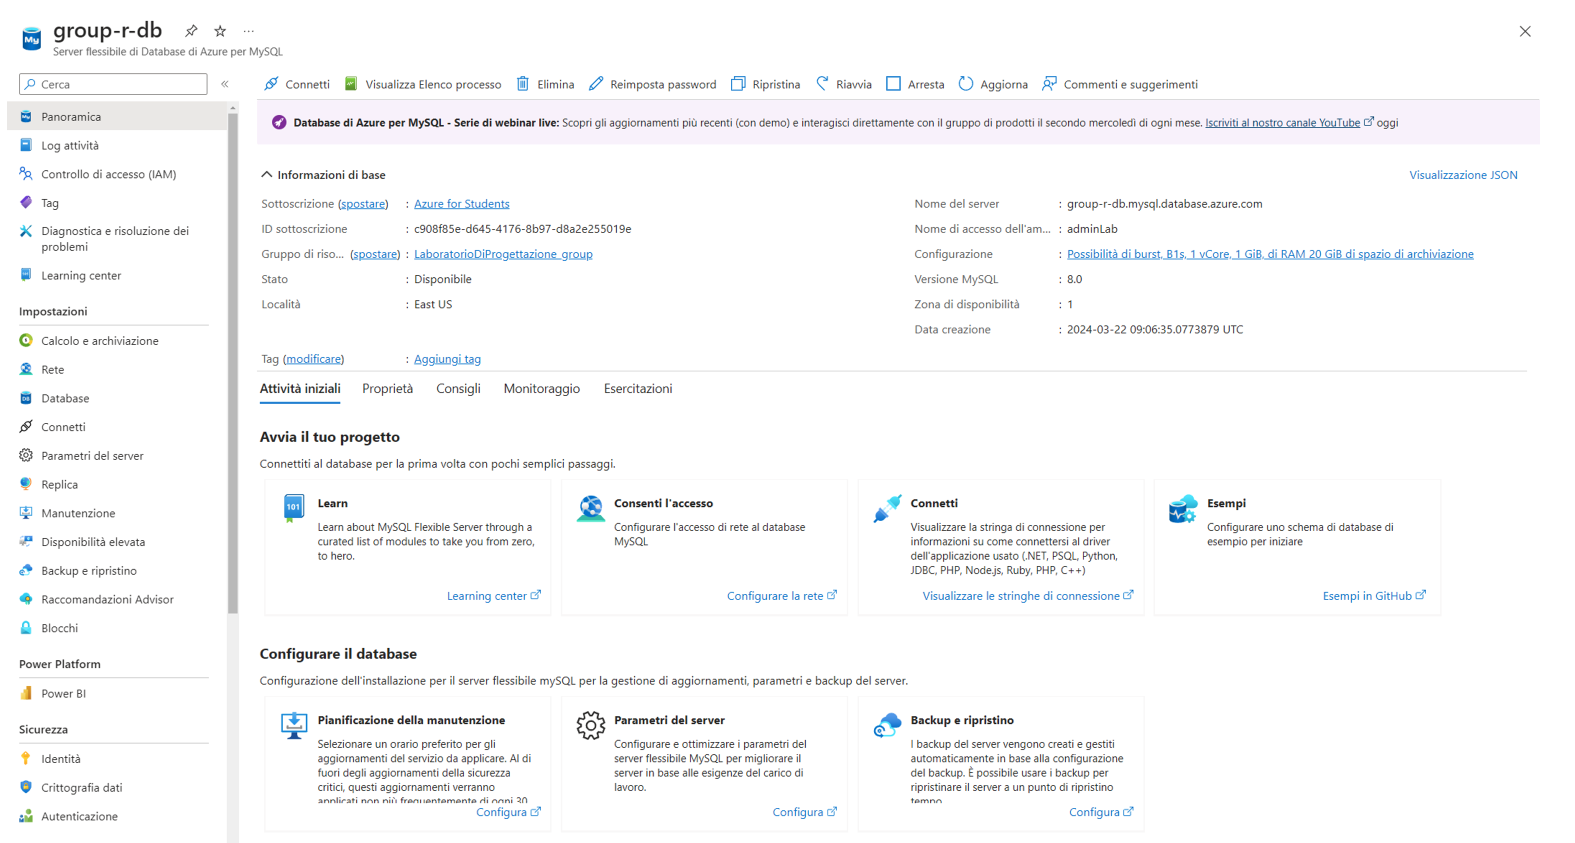 group-r-db
Server flessibile di Database di Azure per MySQL
Cerca
Connetti
Visualizza Elenco processo
Elimina
Reimposta password
Ripristina
Riavvia
Arresta
Aggiorna
Commenti e suggerimenti
Panoramica
Log attività
Controllo di accesso (IAM)
Tag
Diagnostica e risoluzione dei
problemi
Learning center
Impostazioni
Calcolo e archiviazione
Rete
Database
Connetti
Parametri del server
Replica
Manutenzione
Disponibilità elevata
Backup e ripristino
Raccomandazioni Advisor
Blocchi
Power Platform
Power BI
Sicurezza
Identità
Crittografia dati
Autenticazione
Database di Azure per MySQL - Serie di webinar live: Scopri gli aggiornamenti più recenti (con demo) e interagisci direttamente con il gruppo di prodotti il secondo mercoledì di ogni mese. Iscriviti al nostro canale YouTube oggi
Informazioni di base
Visualizzazione JSON
Sottoscrizione (spostare) : Azure for Students
ID sottoscrizione : c908f85e-d645-4176-8b97-d8a2e255019e
Gruppo di riso... (spostare) : LaboratorioDiProgettazione_group
Stato : Disponibile
Località : East US
Nome del server : group-r-db.mysql.database.azure.com
Nome di accesso dell'am... : adminLab
Configurazione : Possibilità di burst, B1s, 1 vCore, 1 GiB, di RAM 20 GiB di spazio di archiviazione
Versione MySQL : 8.0
Zona di disponibilità : 1
Data creazione : 2024-03-22 09:06:35.0773879 UTC
Tag (modificare) : Aggiungi tag
Attività iniziali
Proprietà
Consigli
Monitoraggio
Esercitazioni
Avvia il tuo progetto
Connettiti al database per la prima volta con pochi semplici passaggi.
101
Learn
Learn about MySQL Flexible Server through a
curated list of modules to take you from zero,
to hero.
Learning center
Consenti l'accesso
Configurare l'accesso di rete al database
MySQL
Configurare la rete
Connetti
Visualizzare la stringa di connessione per
informazioni su come connettersi al driver
dell'applicazione usato (.NET, PSQL, Python,
JDBC, PHP, Node.js, Ruby, PHP, C++)
Visualizzare le stringhe di connessione
Esempi
Configurare uno schema di database di
esempio per iniziare
Esempi in GitHub
Configurare il database
Configurazione dell'installazione per il server flessibile mySQL per la gestione di aggiornamenti, parametri e backup del server.
Pianificazione della manutenzione
Selezionare un orario preferito per gli
aggiornamenti del servizio da applicare. Al di
fuori degli aggiornamenti della sicurezza
critici, questi aggiornamenti verranno
applicati non più frequentemente di ogni 30
Configura
Parametri del server
Configurare e ottimizzare i parametri del
server flessibile MySQL per migliorare il
server in base alle esigenze del carico di
lavoro.
Configura
Backup e ripristino
I backup del server vengono creati e gestiti
automaticamente in base alla configurazione
del backup. È possibile usare i backup per
ripristinare il server a un punto di ripristino
tempo
Configura